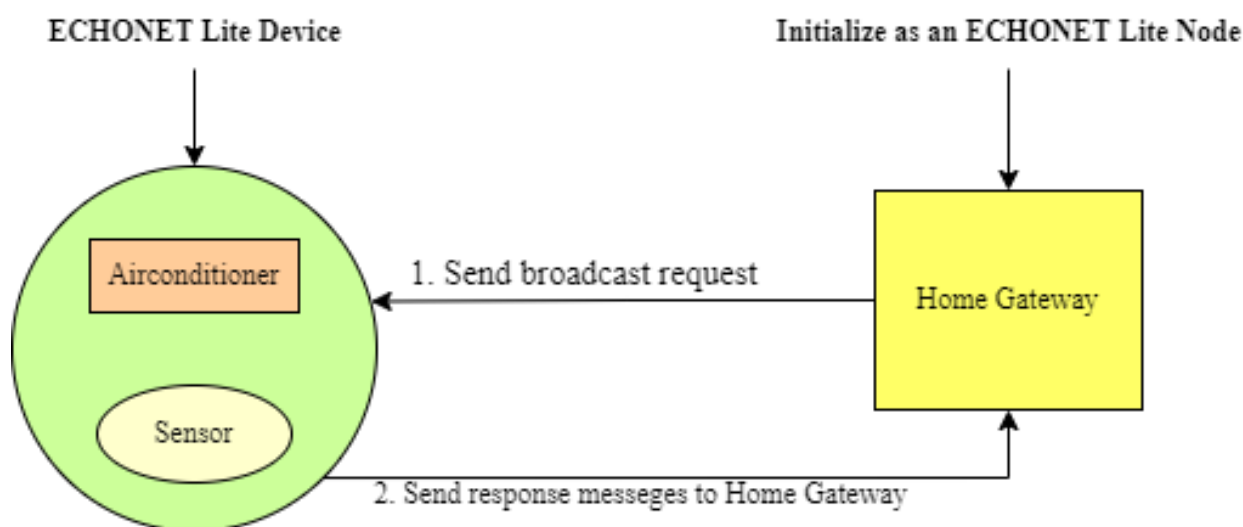 ECHONET Lite Device
Initialize as an ECHONET Lite Node
Airconditioner
1. Send broadcast request
Home Gateway
Sensor
2. Send response messeges to Home Gateway